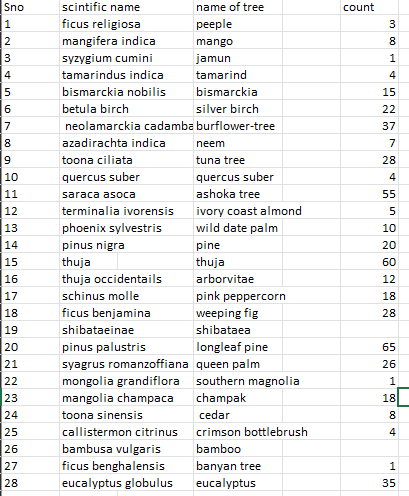 Sno scintific name name of tree count
1 ficus religiosa peeple 3
2 mangifera indica mango 8
3 syzygium cumini jamun 1
4 tamarindus indica tamarind 4
5 bismarckia nobilis bismarckia 15
6 betula birch silver birch 22
7 neolamarckia cadamba burflower-tree 37
8 azadirachta indica neem 7
9 toona ciliata tuna tree 28
10 quercus suber quercus suber 4
11 saraca asoca ashoka tree 55
12 terminalia ivorensis ivory coast almond 5
13 phoenix sylvestris wild date palm 10
14 pinus nigra pine 20
15 thuja thuja 60
16 thuja occidentails arborvitae 12
17 schinus molle pink peppercorn 18
18 ficus benjamina weeping fig 28
19 shibataeinae shibataea
20 pinus palustris longleaf pine 65
21 syagrus romanzoffiana queen palm 26
22 mongolia grandiflora southern magnolia 1
23 mangolia champaca champak 18
24 toona sinensis cedar 8
25 callistermon citrinus crimson bottlebrush 4
26 bambusa vulgaris bamboo
27 ficus benghalensis banyan tree 1
28 eucalyptus globulus eucalyptus 35